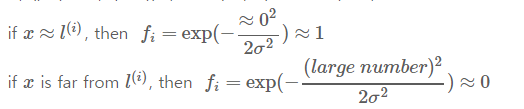 if x ≈ l^(i), then f_i = exp(−≈0²/2σ²) ≈ 1
if x is far from l^(i), then f_i = exp(−(large number)²/2σ²) ≈ 0